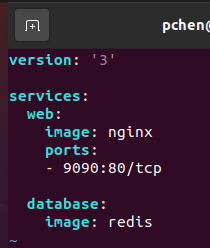 pchen@
version: '3'

services:
  web:
    image: nginx
    ports:
    - 9090:80/tcp

  database:
    image: redis
~